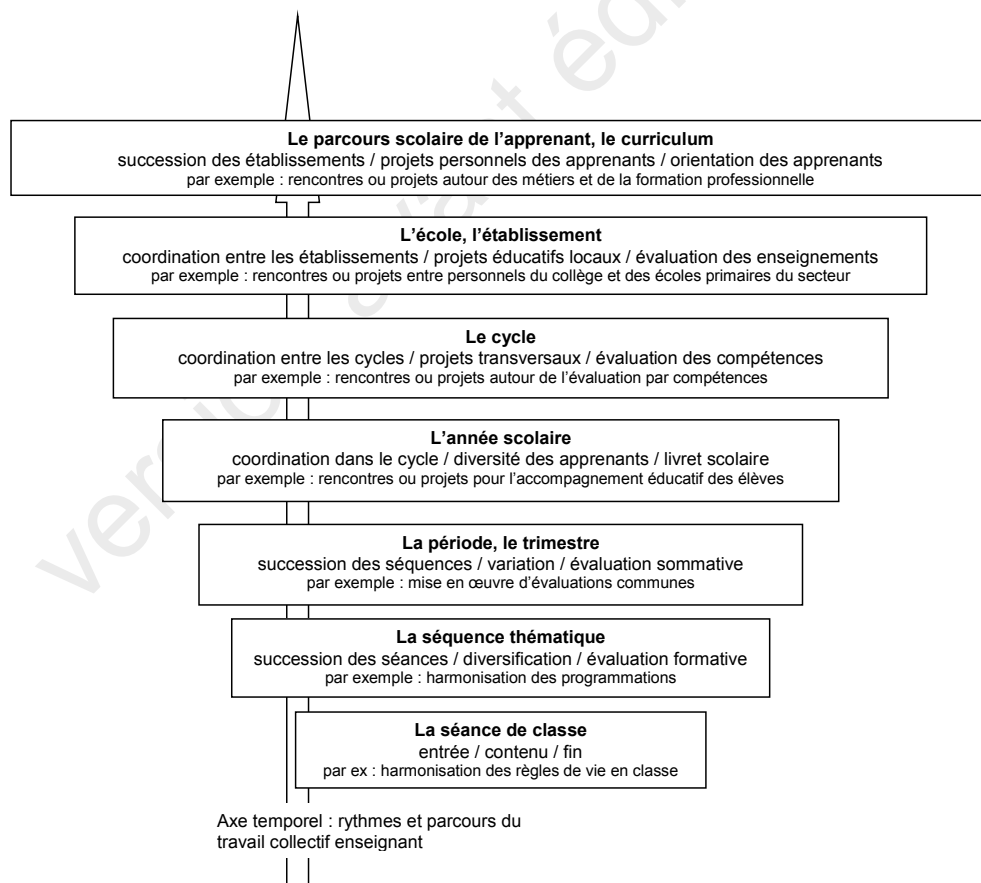 Le parcours scolaire de l'apprenant, le curriculum
succession des établissements / projets personnels des apprenants / orientation des apprenants
par exemple : rencontres ou projets autour des métiers et de la formation professionnelle
L'école, l'établissement
coordination entre les établissements / projets éducatifs locaux / évaluation des enseignements
par exemple : rencontres ou projets entre personnels du collège et des écoles primaires du secteur
Le cycle
coordination entre les cycles / projets transversaux / évaluation des compétences
par exemple : rencontres ou projets autour de l'évaluation par compétences
L'année scolaire
coordination dans le cycle / diversité des apprenants / livret scolaire
par exemple : rencontres ou projets pour l'accompagnement éducatif des élèves
La période, le trimestre
succession des séquences / variation / évaluation sommative
par exemple : mise en œuvre d'évaluations communes
La séquence thématique
succession des séances / diversification / évaluation formative
par exemple : harmonisation des programmations
La séance de classe
entrée / contenu / fin
par ex : harmonisation des règles de vie en classe
Axe temporel : rythmes et parcours du
travail collectif enseignant